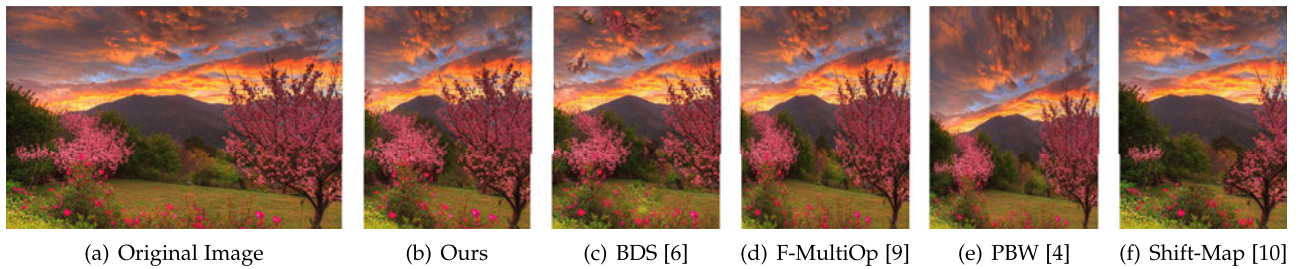 (a) Original Image
(b) Ours
(c) BDS [6]
(d) F-MultiOp [9]
(e) PBW [4]
(f) Shift-Map [10]